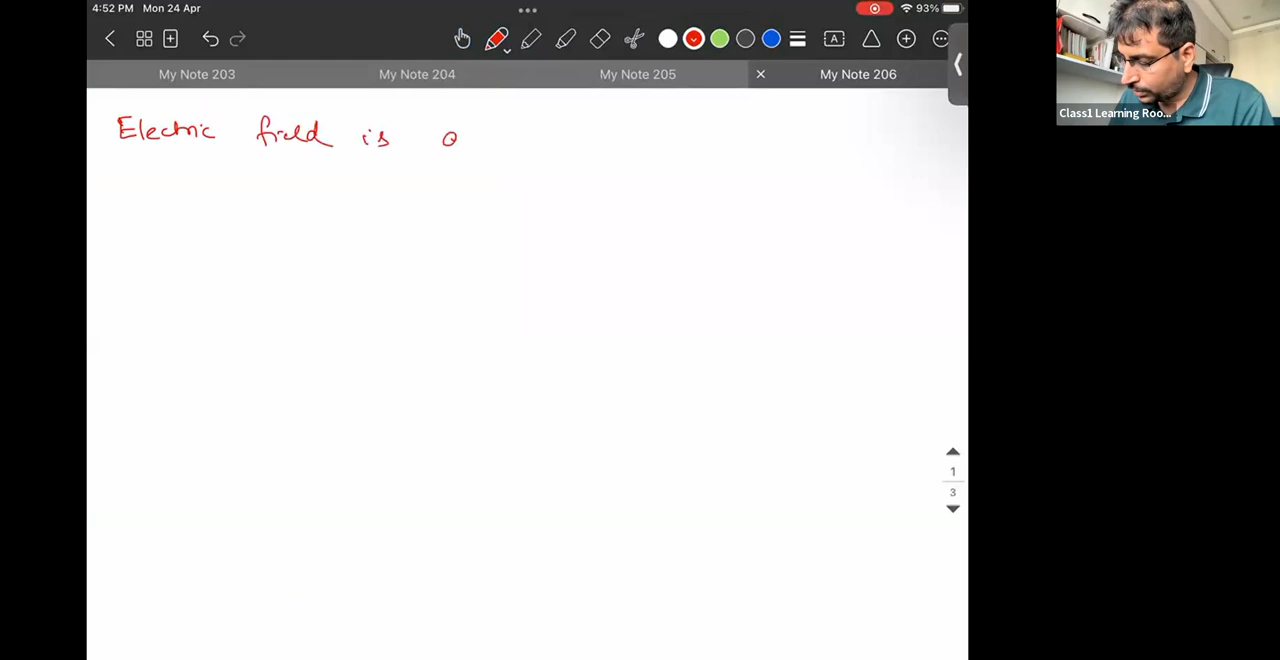 4:52 PM Mon 24 Apr
93%
My Note 203 My Note 204 My Note 205 My Note 206
Electric field is a
Class1 Learning Roo...
1
3